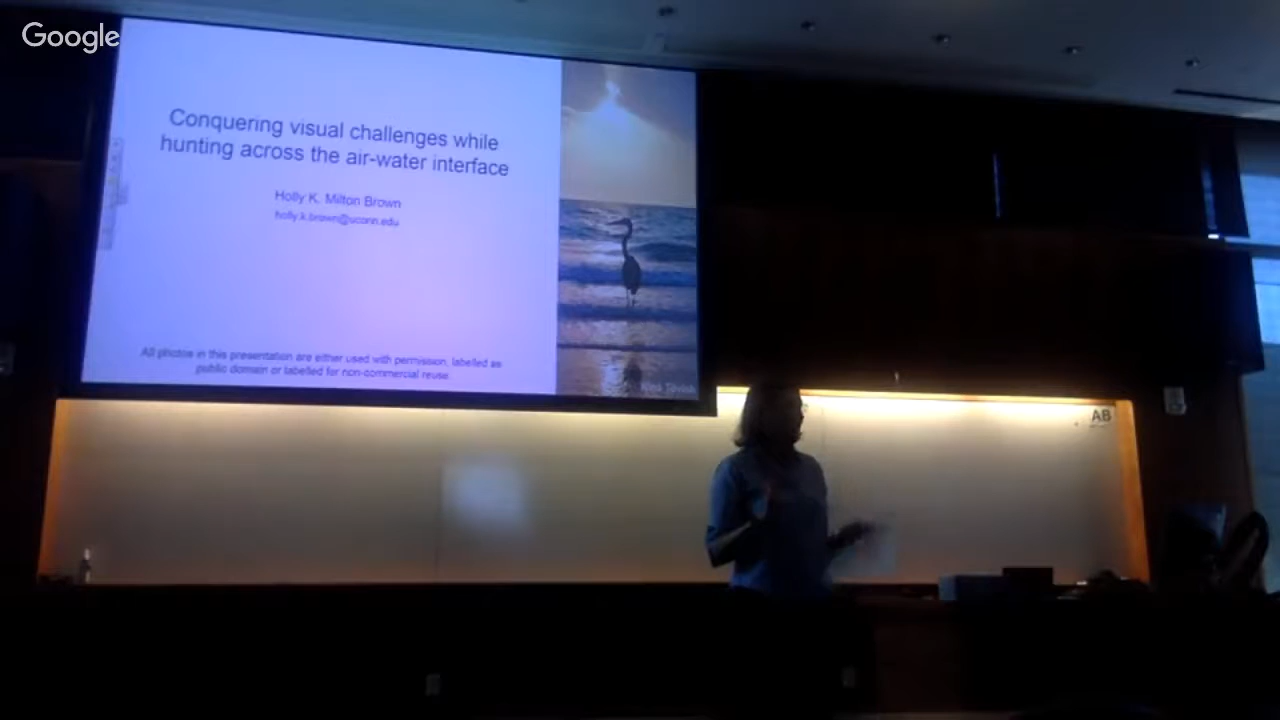 Google
Conquering visual challenges while
hunting across the air-water interface
Holly K. Milton Brown
holly.k.brown@uconn.edu
All photos in this presentation are either used with permission, labelled as
public domain or labelled for non-commercial reuse.
AB